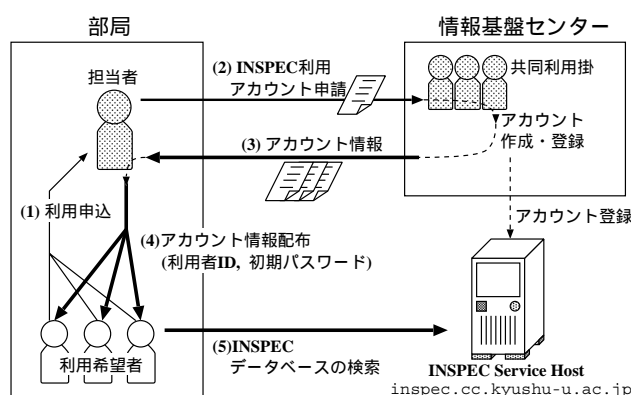 部局
情報基盤センター
担当者
(2) INSPEC利用
アカウント申請
共同利用掛
アカウント
作成・登録
(3) アカウント情報
(1) 利用申込
アカウント登録
(4)アカウント情報配布
(利用者ID, 初期パスワード)
利用希望者
(5)INSPEC
データベースの検索
INSPEC Service Host
inspec.cc.kyushu-u.ac.jp